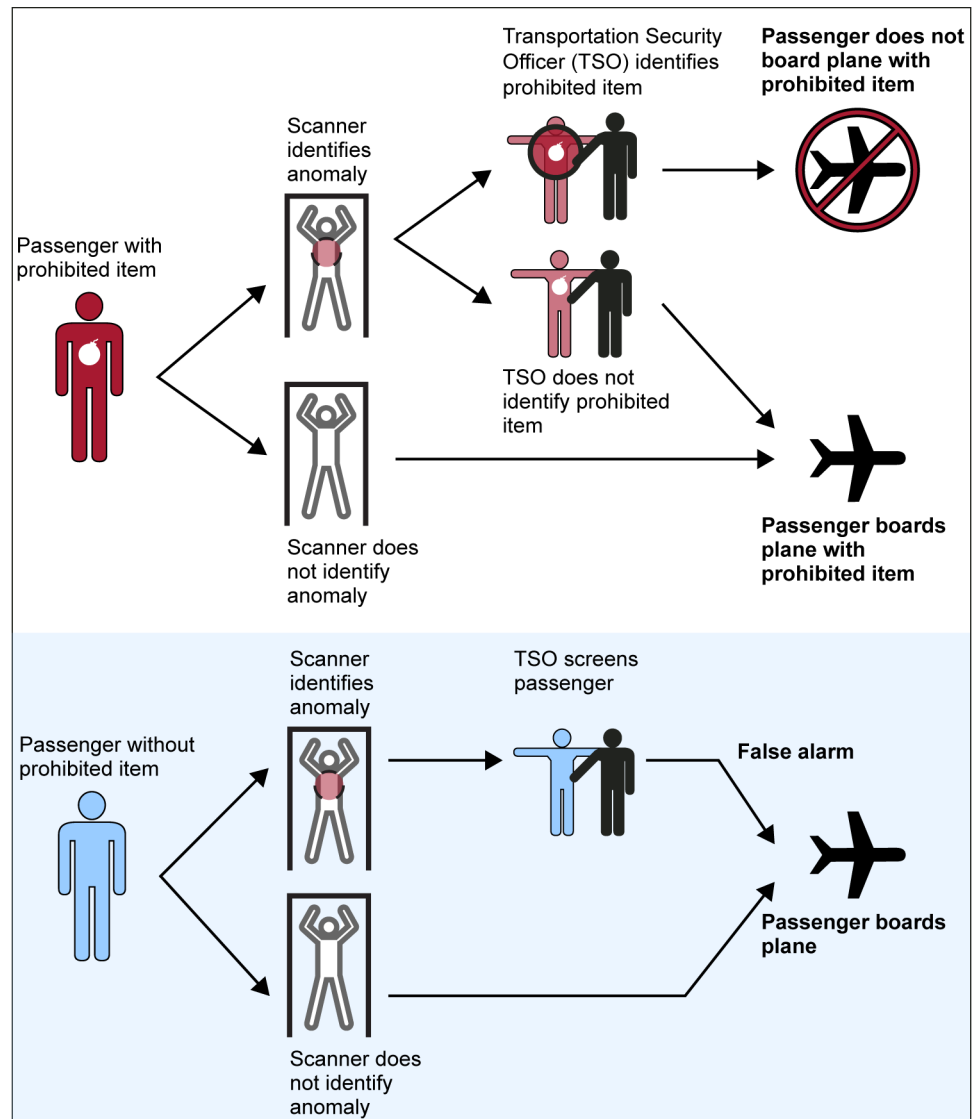 Transportation Security
Officer (TSO) identifies
prohibited item
Passenger does not
board plane with
prohibited item
Scanner
identifies
anomaly
Passenger with
prohibited item
TSO does not
identify prohibited
item
Passenger boards
plane with
prohibited item
Scanner does
not identify
anomaly
Scanner
identifies
anomaly
TSO screens
passenger
Passenger without
prohibited item
False alarm
Passenger boards
plane
Scanner does
not identify
anomaly